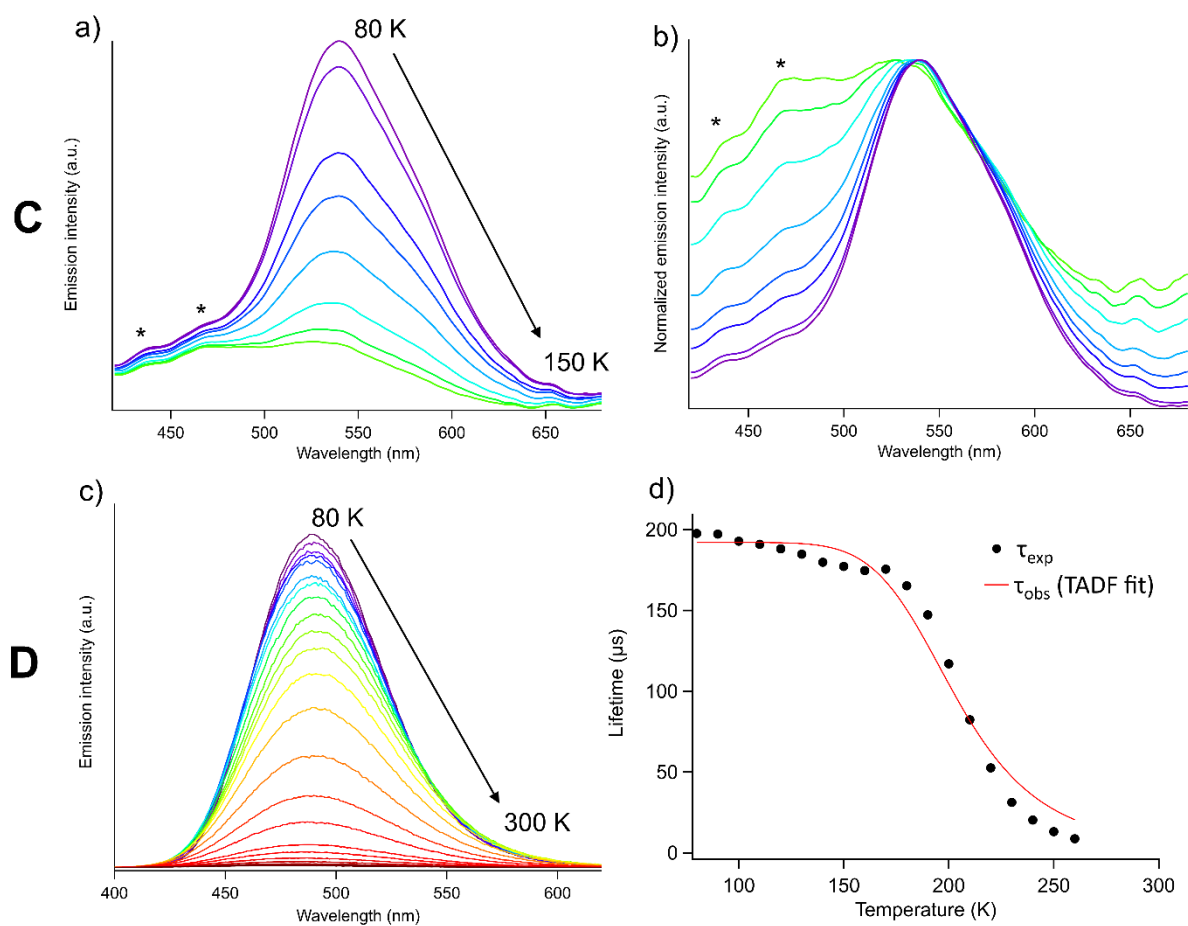 a)
80 K
*
*
150 K
Emission intensity (a.u.)
450
500
550
600
650
Wavelength (nm)
b)
*
*
Normalized emission intensity (a.u.)
450
500
550
600
650
Wavelength (nm)
C
c)
80 K
300 K
Emission intensity (a.u.)
400
450
500
550
600
Wavelength (nm)
d)
200
150
100
50
0
Lifetime (μs)
τexp
τobs (TADF fit)
100
150
200
250
300
Temperature (K)
D